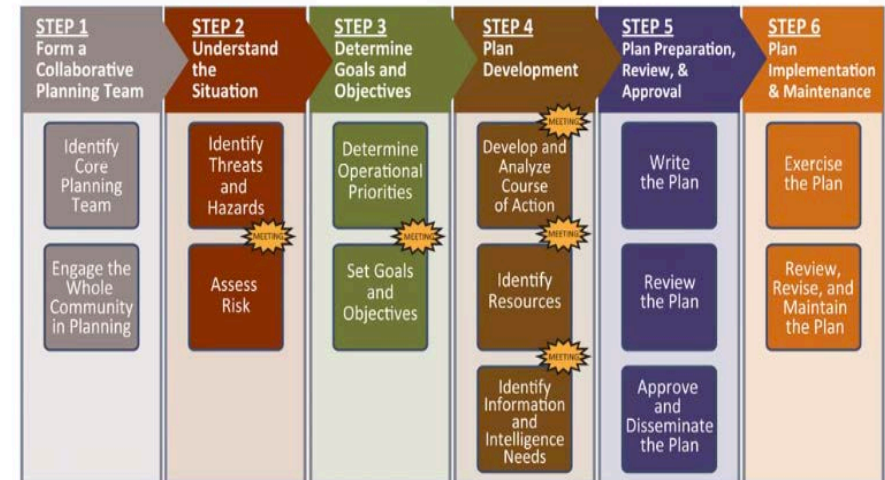 STEP 1
Form a
Collaborative
Planning Team
STEP 2
Understand
the
Situation
STEP 3
Determine
Goals and
Objectives
STEP 4
Plan
Development
STEP 5
Plan Preparation,
Review, &
Approval
STEP 6
Plan
Implementation
& Maintenance
Identify
Core
Planning
Team
Engage the
Whole
Community
in Planning
Identify
Threats
and
Hazards
MEETING
Assess
Risk
Determine
Operational
Priorities
MEETING
Set Goals
and
Objectives
MEETING
Develop and
Analyze
Course
of Action
MEETING
Identify
Resources
MEETING
Identify
Information
and
Intelligence
Needs
Write
the Plan
Review
the Plan
Approve
and
Disseminate
the Plan
Exercise
the Plan
Review,
Revise, and
Maintain
the Plan